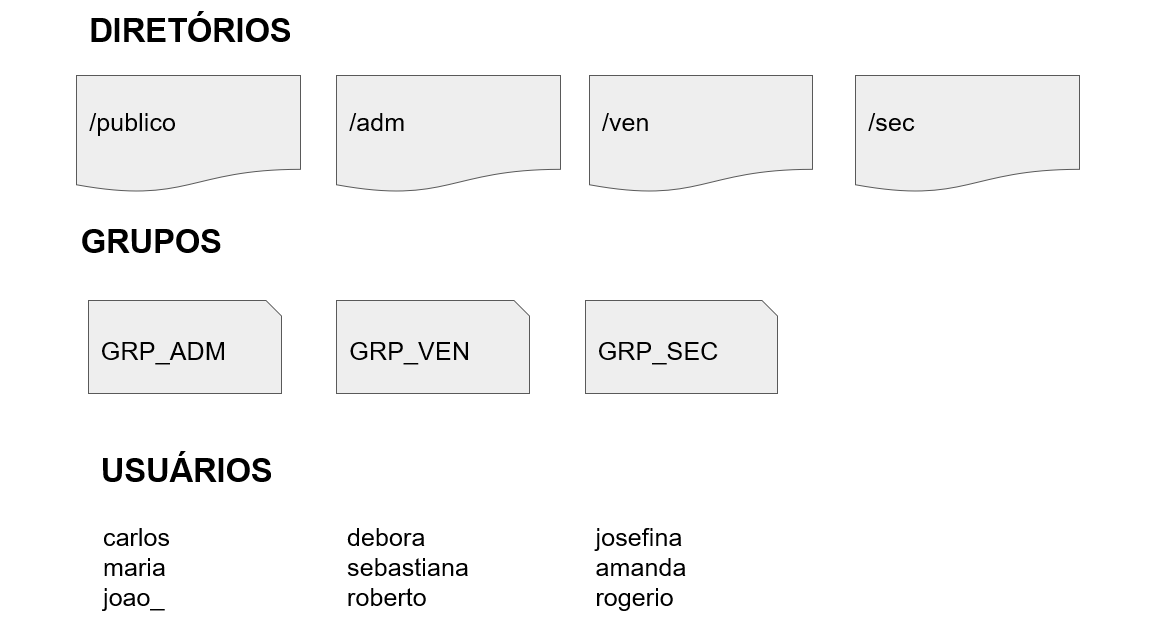 DIRETÓRIOS
/publico
/adm
/ven
/sec
GRUPOS
GRP_ADM
GRP_VEN
GRP_SEC
USUÁRIOS
carlos
maria
joao_
debora
sebastiana
roberto
josefina
amanda
rogerio